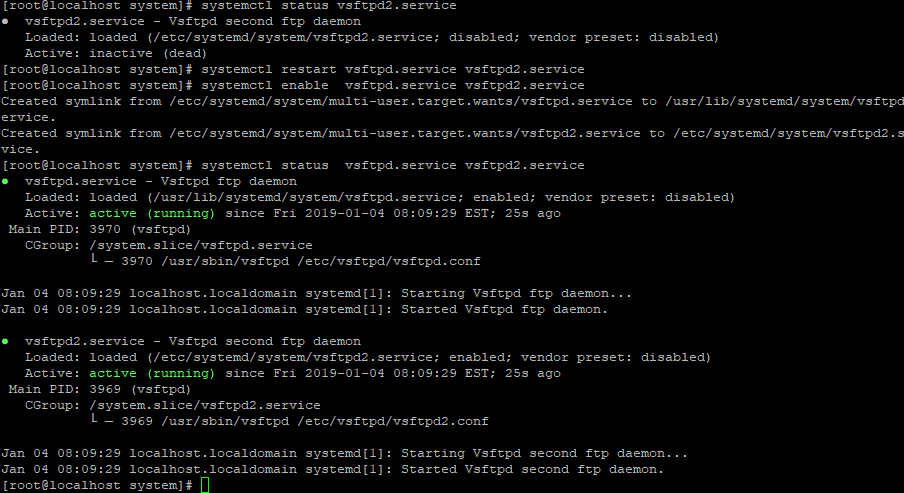 [root@localhost system]# systemctl status vsftpd2.service
● vsftpd2.service - Vsftpd second ftp daemon
   Loaded: loaded (/etc/systemd/system/vsftpd2.service; disabled; vendor preset: disabled)
   Active: inactive (dead)
[root@localhost system]# systemctl restart vsftpd.service vsftpd2.service
[root@localhost system]# systemctl enable  vsftpd.service vsftpd2.service
Created symlink from /etc/systemd/system/multi-user.target.wants/vsftpd.service to /usr/lib/systemd/system/vsftpd
ervice.
Created symlink from /etc/systemd/system/multi-user.target.wants/vsftpd2.service to /etc/systemd/system/vsftpd2.s
vice.
[root@localhost system]# systemctl status  vsftpd.service vsftpd2.service
● vsftpd.service - Vsftpd ftp daemon
   Loaded: loaded (/usr/lib/systemd/system/vsftpd.service; enabled; vendor preset: disabled)
   Active: active (running) since Fri 2019-01-04 08:09:29 EST; 25s ago
 Main PID: 3970 (vsftpd)
   CGroup: /system.slice/vsftpd.service
           └ ─ 3970 /usr/sbin/vsftpd /etc/vsftpd/vsftpd.conf

Jan 04 08:09:29 localhost.localdomain systemd[1]: Starting Vsftpd ftp daemon...
Jan 04 08:09:29 localhost.localdomain systemd[1]: Started Vsftpd ftp daemon.

● vsftpd2.service - Vsftpd second ftp daemon
   Loaded: loaded (/etc/systemd/system/vsftpd2.service; enabled; vendor preset: disabled)
   Active: active (running) since Fri 2019-01-04 08:09:29 EST; 25s ago
 Main PID: 3969 (vsftpd)
   CGroup: /system.slice/vsftpd2.service
           └ ─ 3969 /usr/sbin/vsftpd /etc/vsftpd/vsftpd2.conf

Jan 04 08:09:29 localhost.localdomain systemd[1]: Starting Vsftpd second ftp daemon...
Jan 04 08:09:29 localhost.localdomain systemd[1]: Started Vsftpd second ftp daemon.
[root@localhost system]#